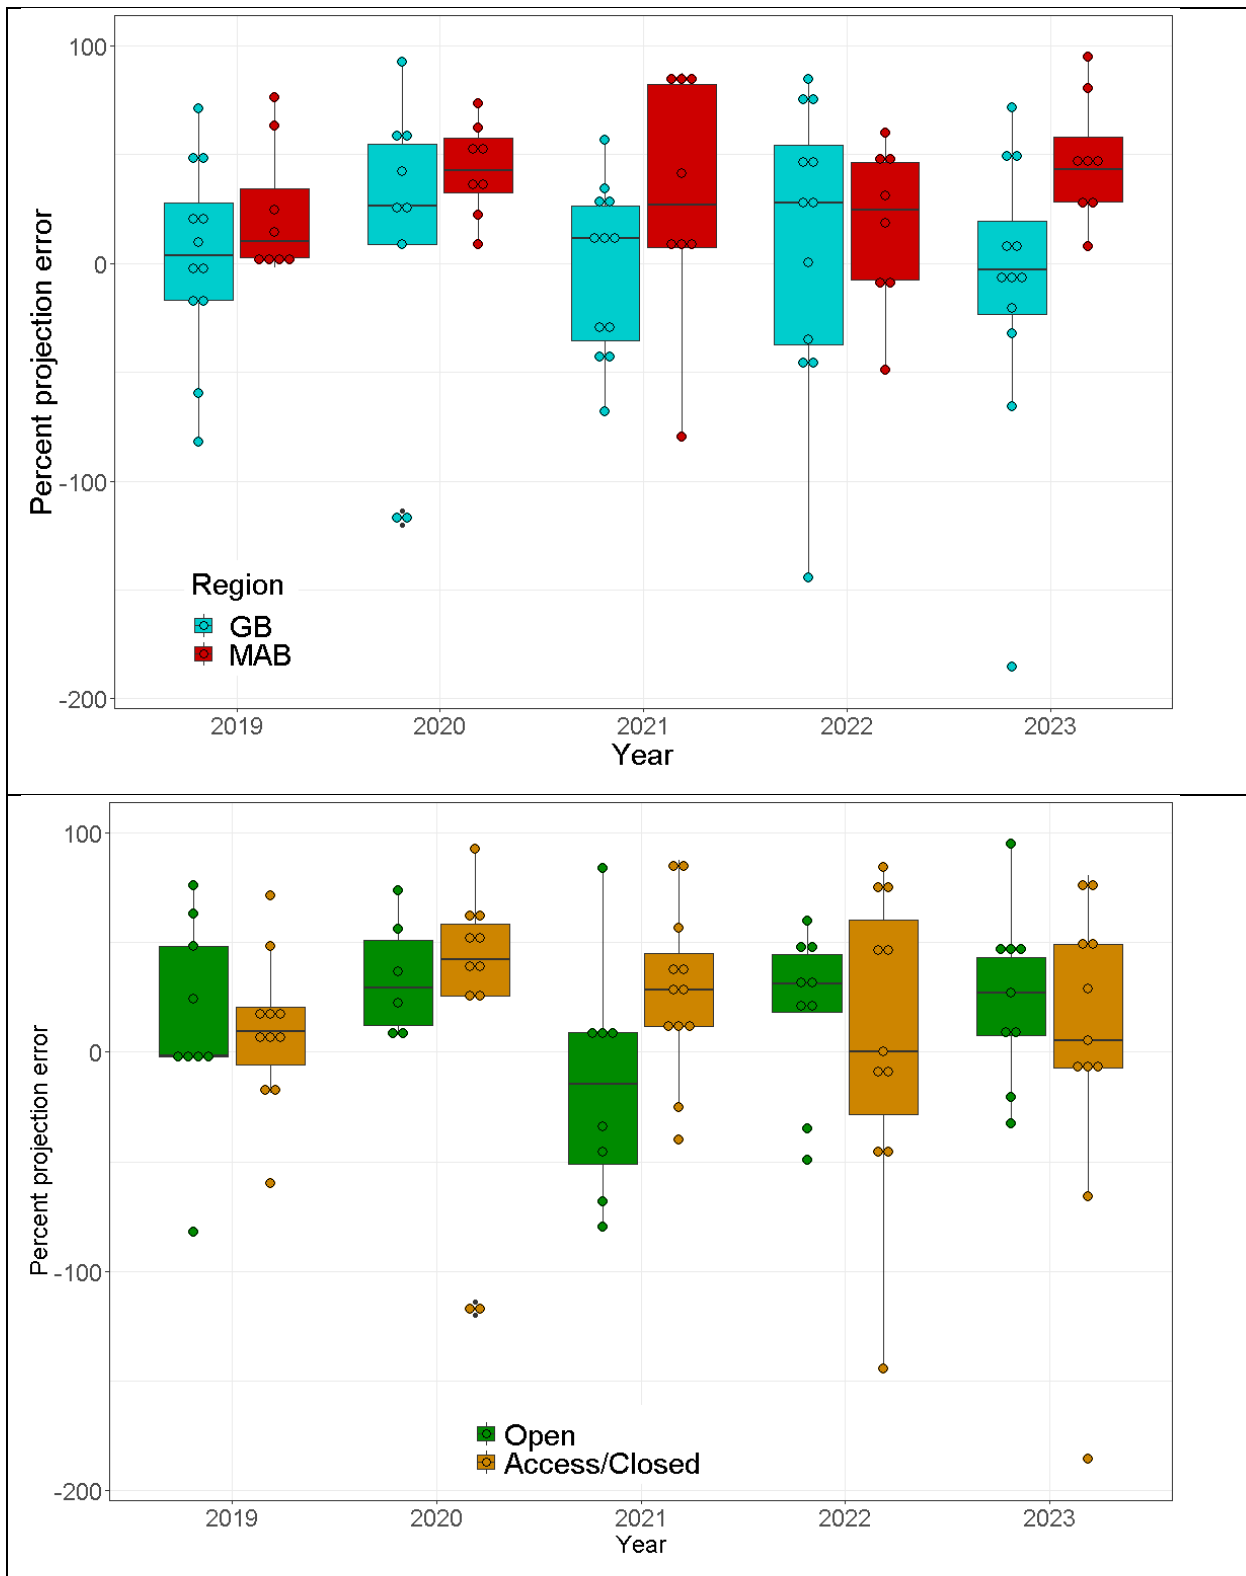 100
0
-100
-200
Percent projection error
Region
GB
MAB
2019 2020 2021 2022 2023
Year
100
0
-100
-200
Percent projection error
Open
Access/Closed
2019 2020 2021 2022 2023
Year